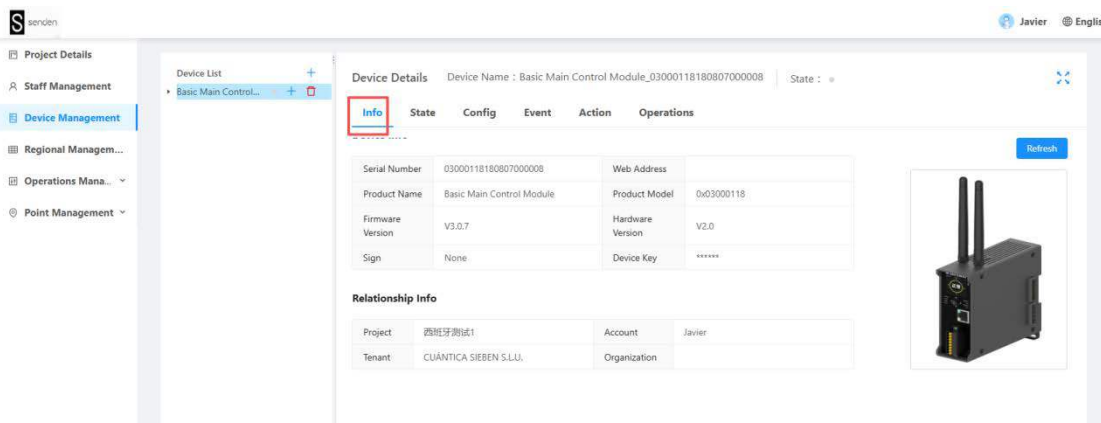 senden
Javier
Englis
Project Details
Staff Management
Device Management
Regional Managem...
Operations Mana...
Point Management
Device List
Basic Main Control...
Device Details
Device Name : Basic Main Control Module_03000118180807000008
State :
Info
State
Config
Event
Action
Operations
Refresh
Serial Number 03000118180807000008 Web Address
Product Name Basic Main Control Module Product Model 0x03000118
Firmware Version V3.0.7 Hardware Version V2.0
Sign None Device Key ******
Relationship Info
Project 西班牙测试1 Account Javier
Tenant CUÁNTICA SIEBEN S.L.U. Organization